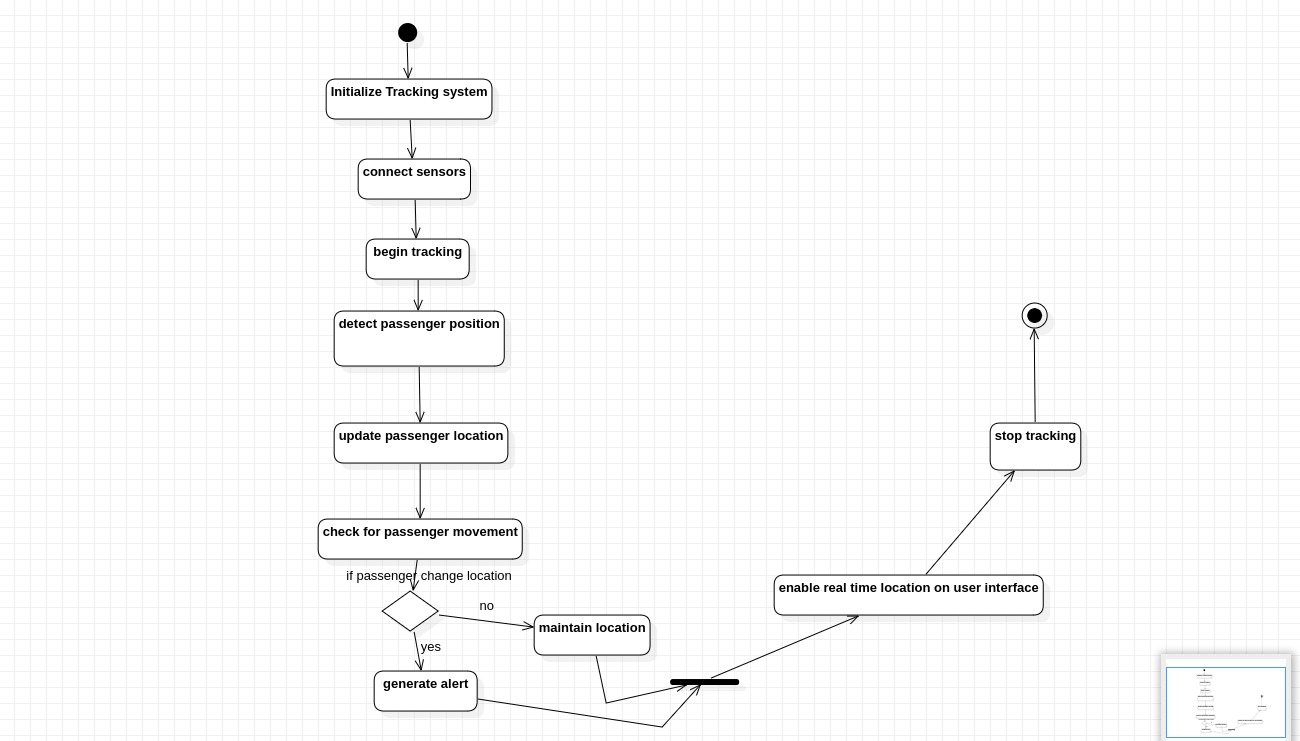 Initialize Tracking system
connect sensors
begin tracking
detect passenger position
update passenger location
stop tracking
check for passenger movement
if passenger change location
enable real time location on user interface
no
maintain location
yes
generate alert